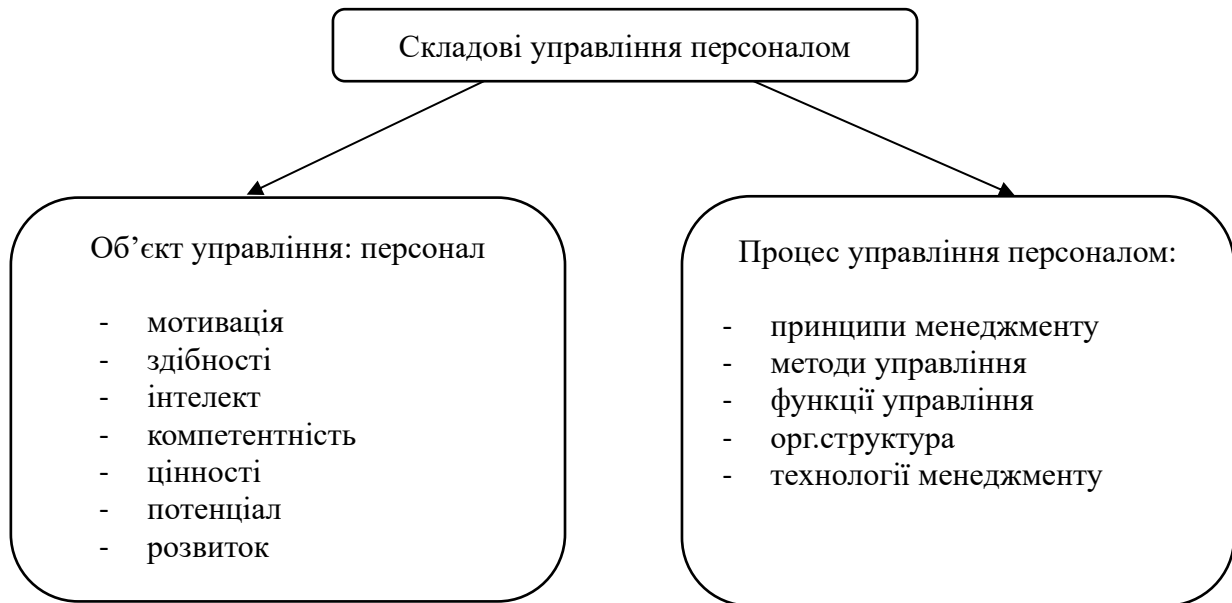 Складові управління персоналом
Об’єкт управління: персонал
- мотивація
- здібності
- інтелект
- компетентність
- цінності
- потенціал
- розвиток
Процес управління персоналом:
- принципи менеджменту
- методи управління
- функції управління
- орг.структура
- технології менеджменту